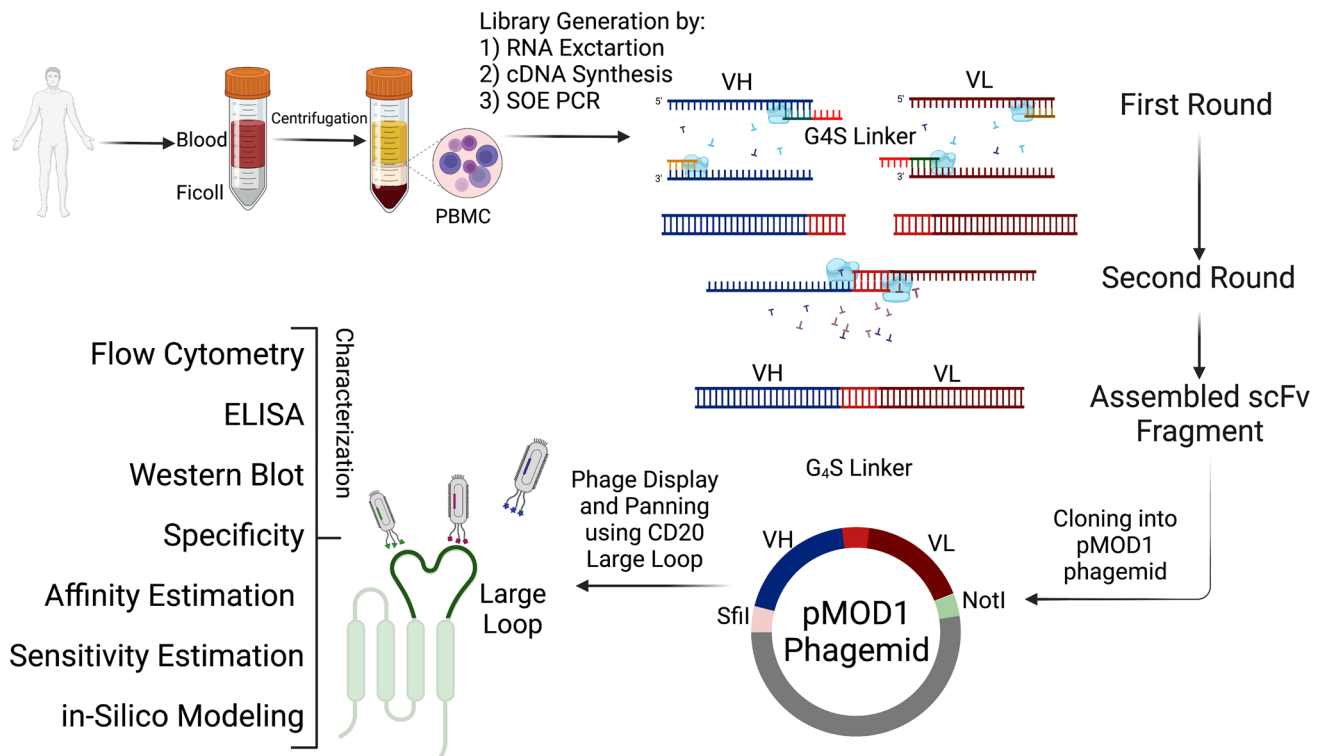 Library Generation by:
1) RNA Exctartion
2) cDNA Synthesis
3) SOE PCR
Blood
Ficoll
Centrifugation
PBMC
VH
VL
5'
5'
G4S Linker
3'
3'
First Round
Second Round
Assembled scFv
Fragment
VH
VL
G₄S Linker
Cloning into
pMOD1
phagemid
VH
VL
SfiI
NotI
pMOD1
Phagemid
Phage Display
and Panning
using CD20
Large Loop
Large
Loop
Characterization
Flow Cytometry
ELISA
Western Blot
Specificity
Affinity Estimation
Sensitivity Estimation
in-Silico Modeling